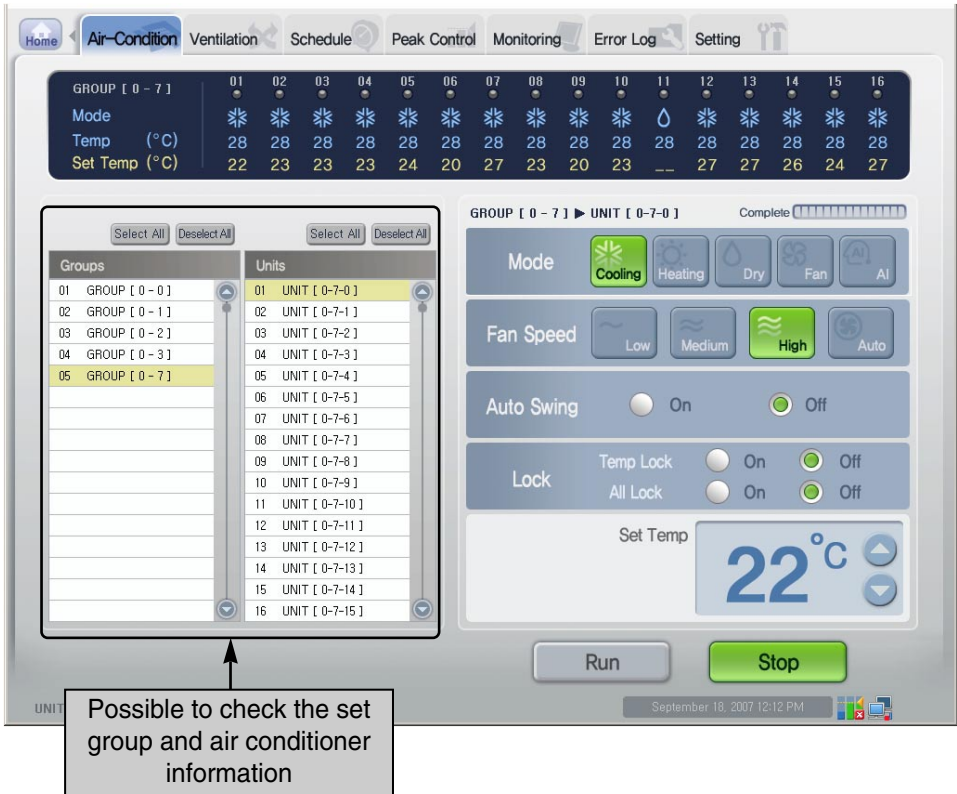 Home Air-Condition Ventilation Schedule Peak Control Monitoring Error Log Setting
GROUP [ 0 - 7 ] 01 02 03 04 05 06 07 08 09 10 11 12 13 14 15 16
Mode
Temp (°C) 28 28 28 28 28 28 28 28 28 28 28 28 28 28 28 28
Set Temp (°C) 22 23 23 23 24 20 27 23 20 23 __ 27 27 26 24 27
Select All Deselect All Select All Deselect All
Groups Units
01 GROUP [ 0 - 0 ] 01 UNIT [ 0-7-0 ]
02 GROUP [ 0 - 1 ] 02 UNIT [ 0-7-1 ]
03 GROUP [ 0 - 2 ] 03 UNIT [ 0-7-2 ]
04 GROUP [ 0 - 3 ] 04 UNIT [ 0-7-3 ]
05 GROUP [ 0 - 7 ] 05 UNIT [ 0-7-4 ]
06 UNIT [ 0-7-5 ]
07 UNIT [ 0-7-6 ]
08 UNIT [ 0-7-7 ]
09 UNIT [ 0-7-8 ]
10 UNIT [ 0-7-9 ]
11 UNIT [ 0-7-10 ]
12 UNIT [ 0-7-11 ]
13 UNIT [ 0-7-12 ]
14 UNIT [ 0-7-13 ]
15 UNIT [ 0-7-14 ]
16 UNIT [ 0-7-15 ]
GROUP [ 0 - 7 ] ▶ UNIT [ 0-7-0 ] Complete
Mode Cooling Heating Dry Fan AI AI
Fan Speed Low Medium High Auto
Auto Swing On Off
Lock Temp Lock On Off
All Lock On Off
Set Temp 22°C
Run Stop
UNIT
September 18, 2007 12:12 PM
Possible to check the set
group and air conditioner
information